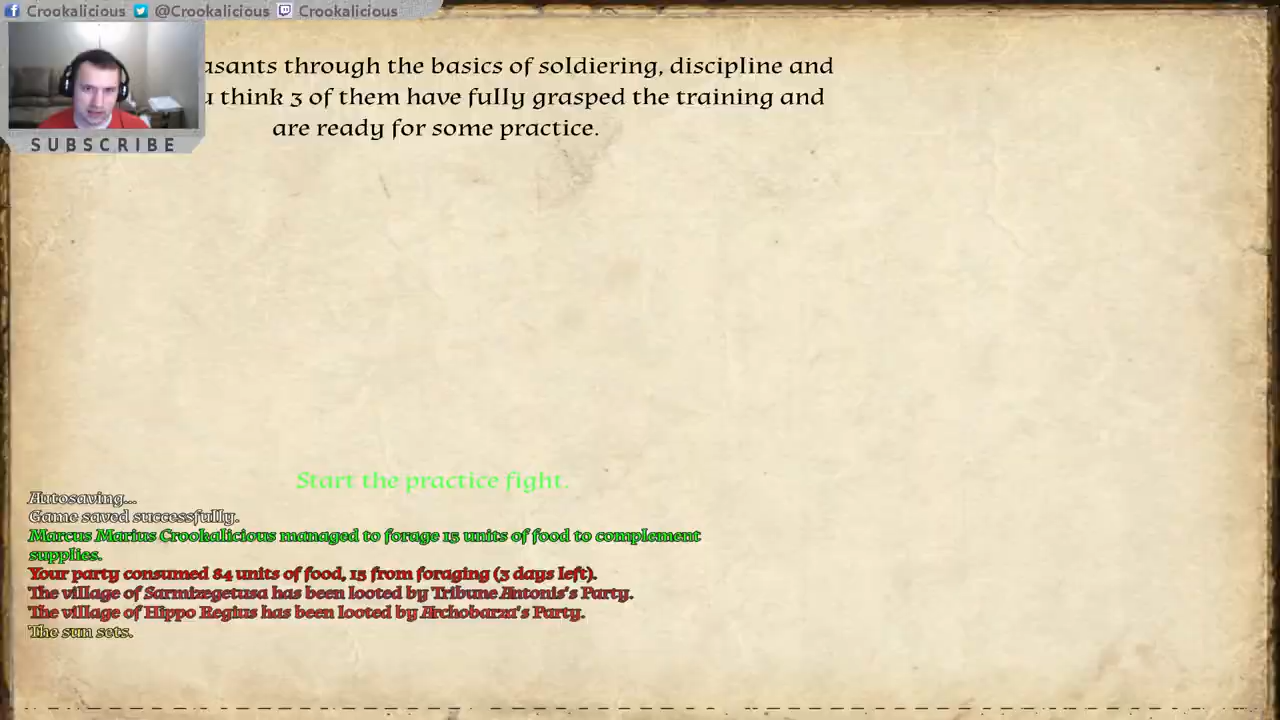 Crookalicious @Crookalicious Crookalicious
asants through the basics of soldiering, discipline and
u think 3 of them have fully grasped the training and
are ready for some practice.
SUBSCRIBE
Start the practice fight.
Autosaving...
Game saved successfully.
Marcus Marius Crookalicious managed to forage 15 units of food to complement
supplies.
Your party consumed 84 units of food, 15 from foraging (3 days left).
The village of Sarmizegetusa has been looted by Tribune Antonis's Party.
The village of Hippo Regius has been looted by Archobarza's Party.
The sun sets.